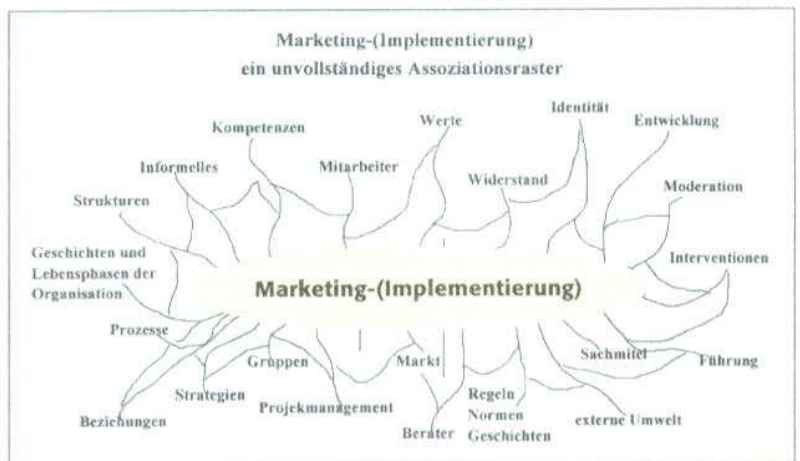 Marketing-(Implementierung)
ein unvollständiges Assoziationsraster
Identität
Werte
Entwicklung
Kompetenzen
Informelles
Mitarbeiter
Widerstand
Moderation
Strukturen
Geschichten und
Lebensphasen der
Organisation
Interventionen
Marketing-(Implementierung)
Prozesse
Gruppen
Markt
Sachmitel
Führung
Strategien
Projekmanagement
Regeln
Normen
Geschichten
Beziehungen
Berater
externe Umwelt